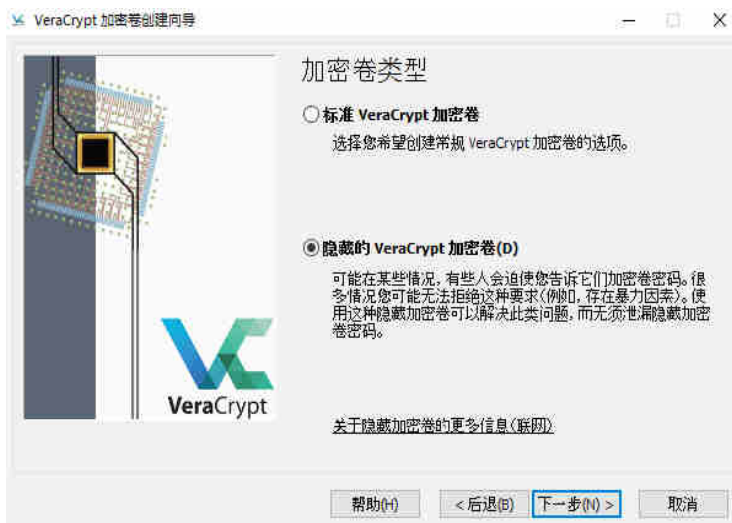 VeraCrypt 加密卷创建向导
加密卷类型
标准 VeraCrypt 加密卷
选择您希望创建常规 VeraCrypt 加密卷的选项。
隐藏的 VeraCrypt 加密卷(D)
可能在某些情况,有些人会迫使您告诉它们加密卷密码。很
多情况您可能无法拒绝这种要求(例如,存在暴力因素)。使
用这种隐藏加密卷可以解决此类问题,而无须泄漏隐藏加密
卷密码。
VeraCrypt
关于隐藏加密卷的更多信息(联网)
帮助(H)
< 后退(B)
下一步(N) >
取消